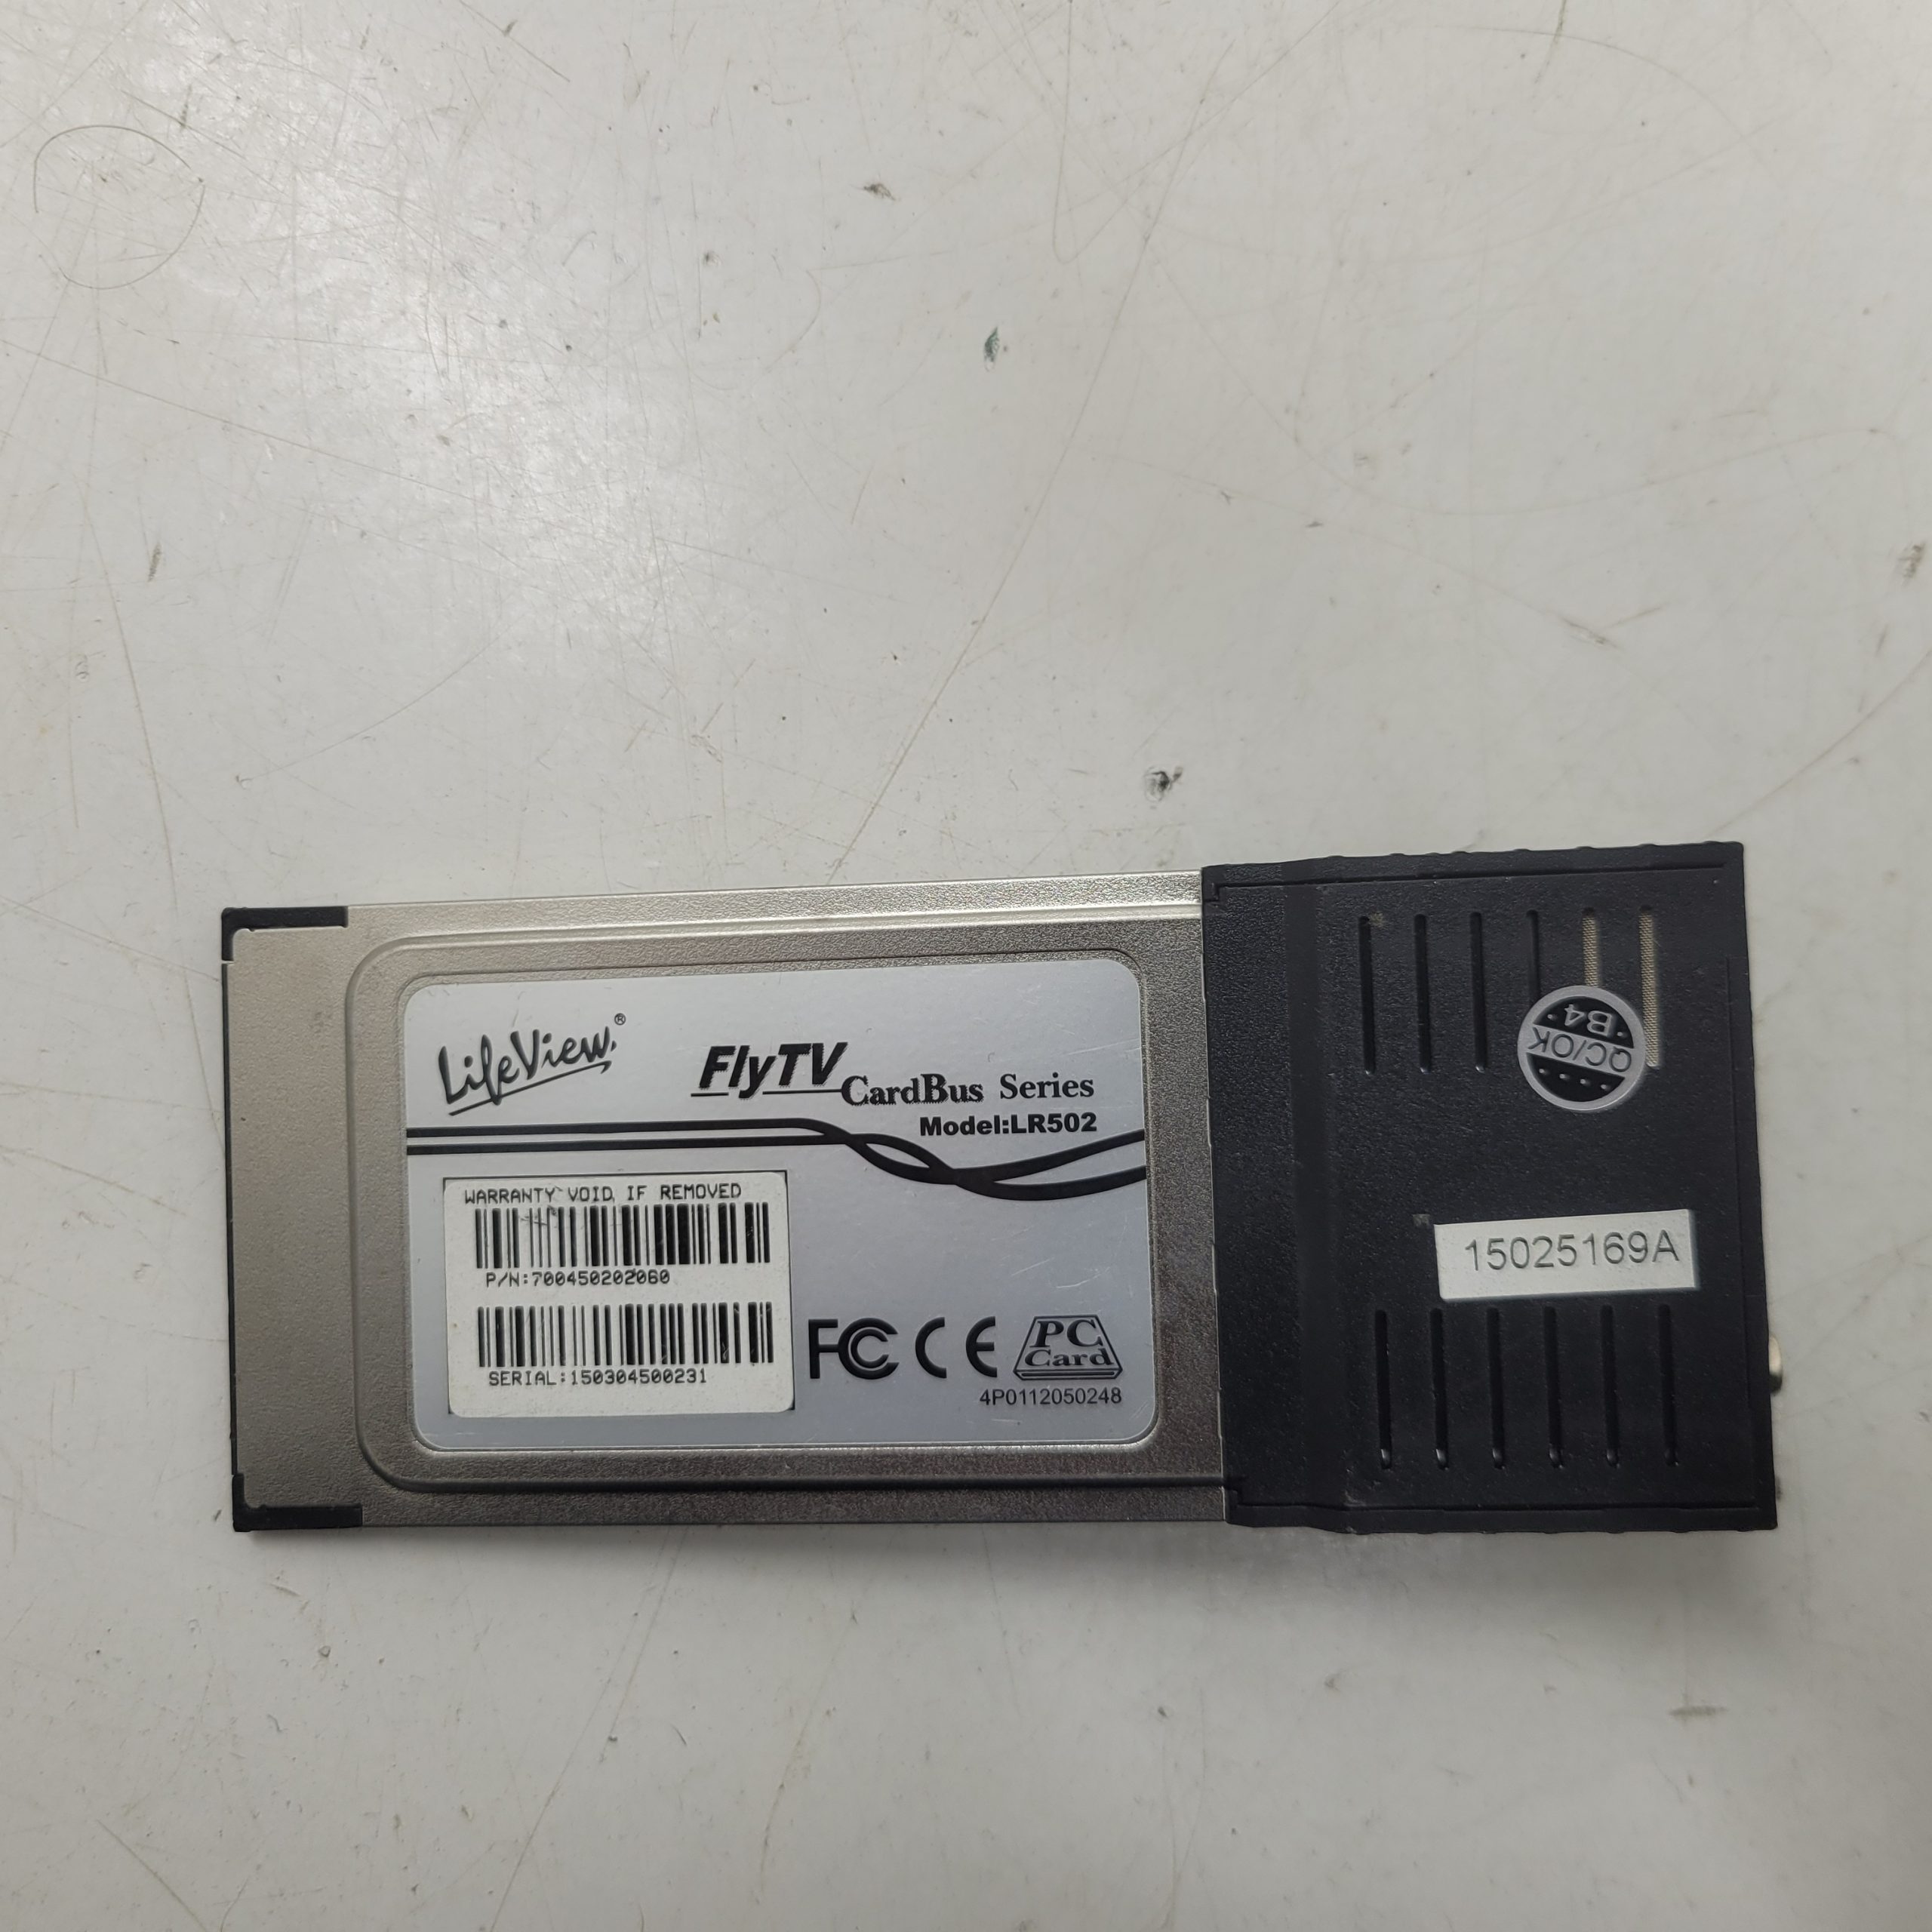 LifeView®
FlyTV CardBus Series
Model:LR502
WARRANTY VOID IF REMOVED
P/N:700450202060
SERIAL:150304500231
FC CE PC Card
4P0112050248
QC/OK
B4
15025169A